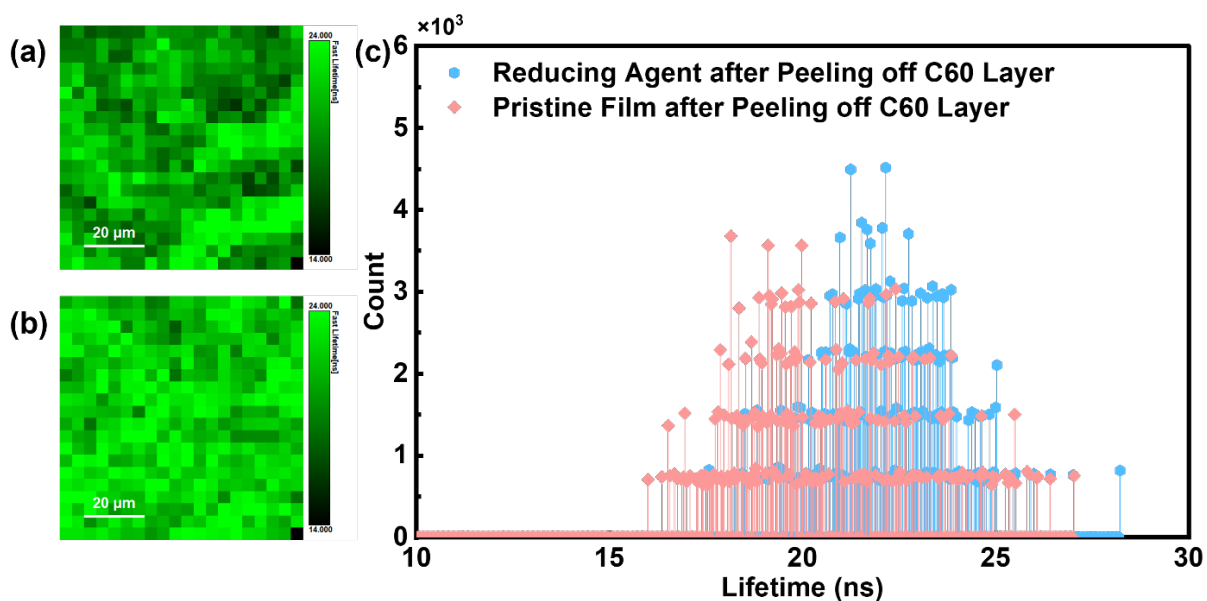 (a)
24.000
Fast Lifetime[ns]
14.000
20 µm
(b)
24.000
Fast Lifetime[ns]
14.000
20 µm
(c)
×10³
6
5
4
3
2
1
0
Count
Reducing Agent after Peeling off C60 Layer
Pristine Film after Peeling off C60 Layer
10 15 20 25 30
Lifetime (ns)